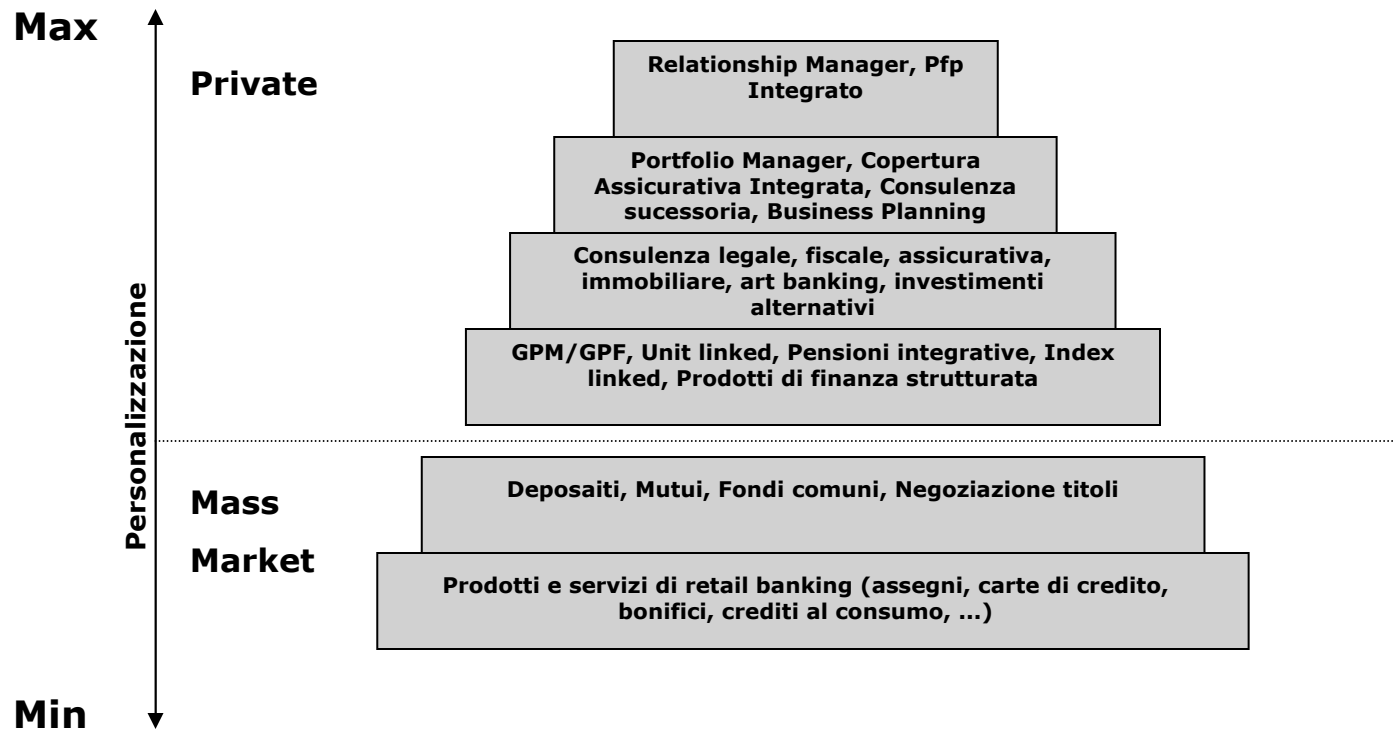 Max
Private
Relationship Manager, Pfp
Integrato
Portfolio Manager, Copertura
Assicurativa Integrata, Consulenza
sucessoria, Business Planning
Consulenza legale, fiscale, assicurativa,
immobiliare, art banking, investimenti
alternativi
GPM/GPF, Unit linked, Pensioni integrative, Index
linked, Prodotti di finanza strutturata
Personalizzazione
Mass
Market
Deposaiti, Mutui, Fondi comuni, Negoziazione titoli
Prodotti e servizi di retail banking (assegni, carte di credito,
bonifici, crediti al consumo, ...)
Min